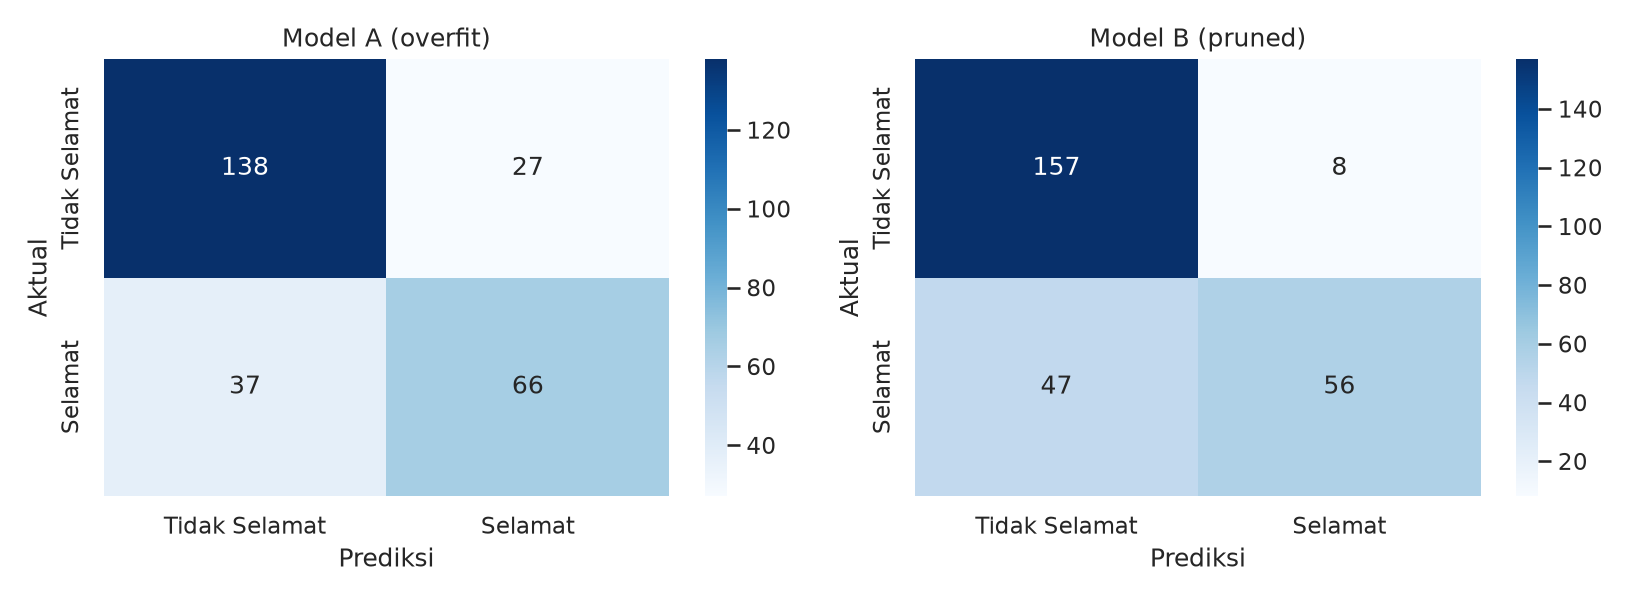 Model A (overfit)
Aktual
Tidak Selamat
Selamat
138
27
37
66
Tidak Selamat
Selamat
Prediksi
120
100
80
60
40
Model B (pruned)
Aktual
Tidak Selamat
Selamat
157
8
47
56
Tidak Selamat
Selamat
Prediksi
140
120
100
80
60
40
20